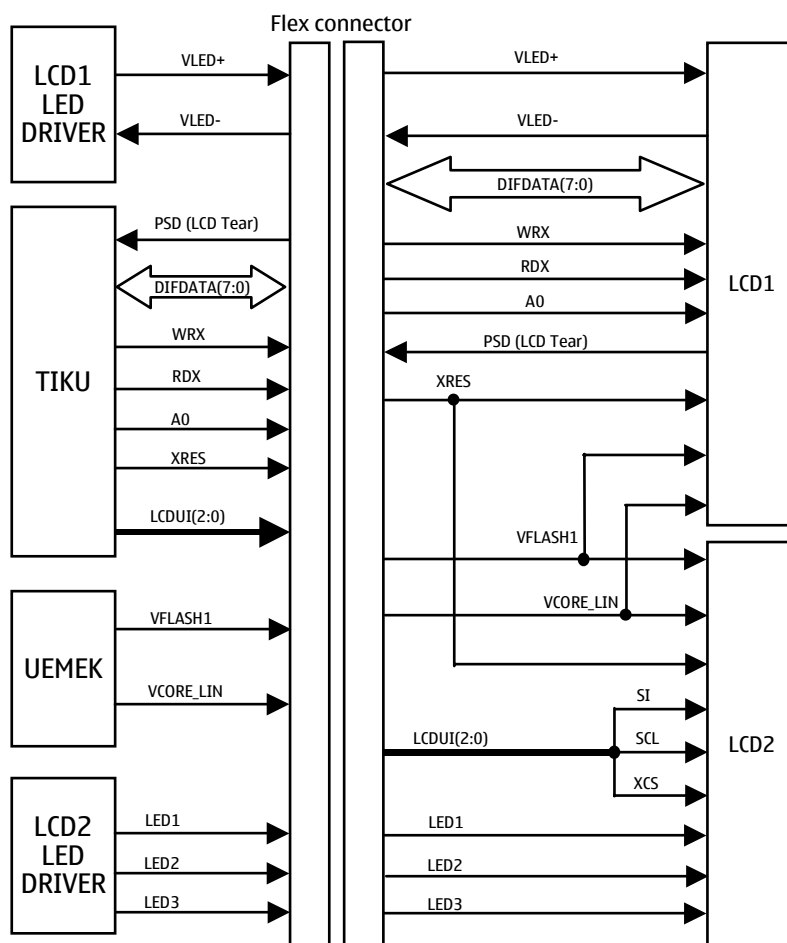 Flex connector
LCD1
LED
DRIVER
VLED+
VLED-
TIKU
PSD (LCD Tear)
DIFDATA(7:0)
WRX
RDX
A0
XRES
LCDUI(2:0)
UEMEK
VFLASH1
VCORE_LIN
LCD2
LED
DRIVER
LED1
LED2
LED3
VLED+
VLED-
DIFDATA(7:0)
WRX
RDX
A0
PSD (LCD Tear)
XRES
LCD1
VFLASH1
VCORE_LIN
LCDUI(2:0)
SI
SCL
XCS
LCD2
LED1
LED2
LED3